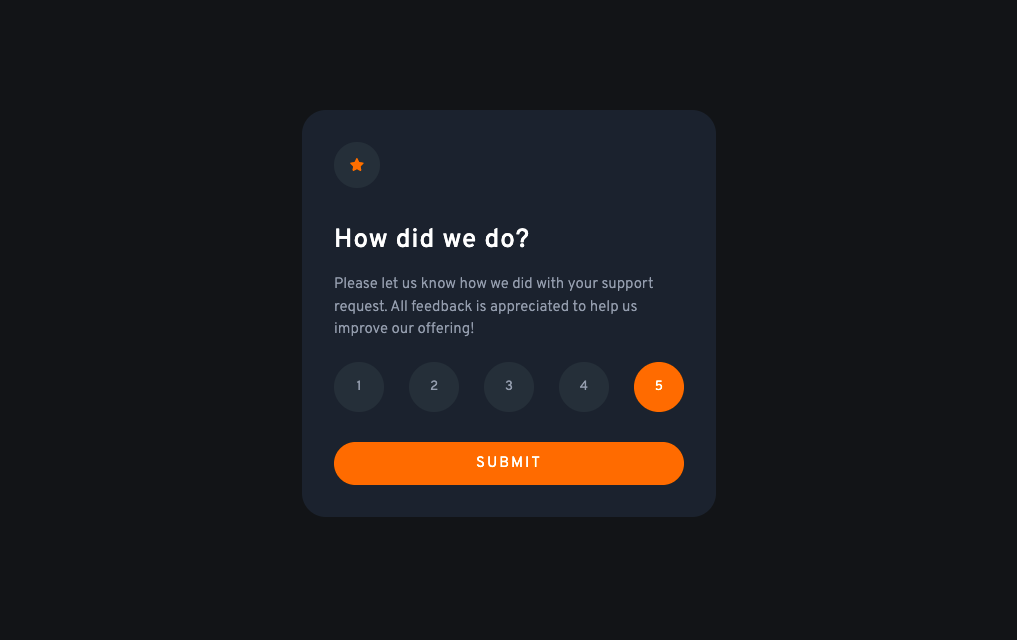 How did we do?
Please let us know how we did with your support
request. All feedback is appreciated to help us
improve our offering!
1 2 3 4 5
SUBMIT